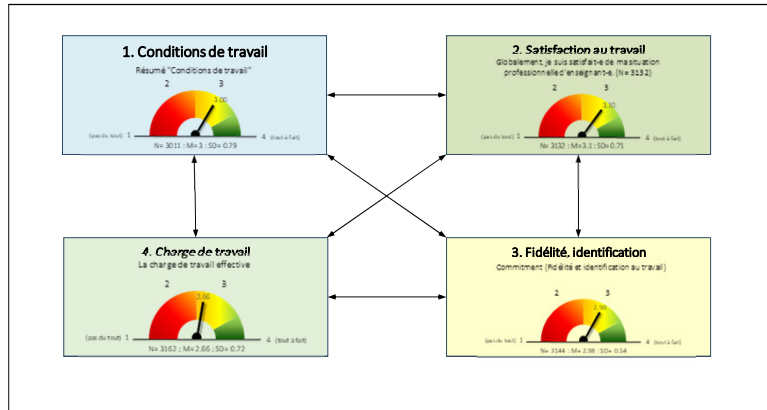 1. Conditions de travail
Résumé "Conditions de travail"
2 3
3.00
(pas du tout) 1 4 (tout à fait)
N= 3011 ; M= 3 ; SD= 0.79
2. Satisfaction au travail
Globalement, je suis satisfait-e de ma situation
professionnelle d'enseignant-e. (N= 3132)
2 3
3.10
(pas du tout) 1 4 (tout à fait)
N= 3132 ; M= 3.1 ; SD= 0.71
4. Charge de travail
La charge de travail effective
2 3
2.66
(pas du tout) 1 4 (tout à fait)
N= 3162 ; M= 2.66 ; SD= 0.72
3. Fidélité, identification
Commitment (Fidélité et identification au travail)
2 3
2.98
(pas du tout) 1 4 (tout à fait)
N= 3144 ; M= 2.98 ; SD= 0.54